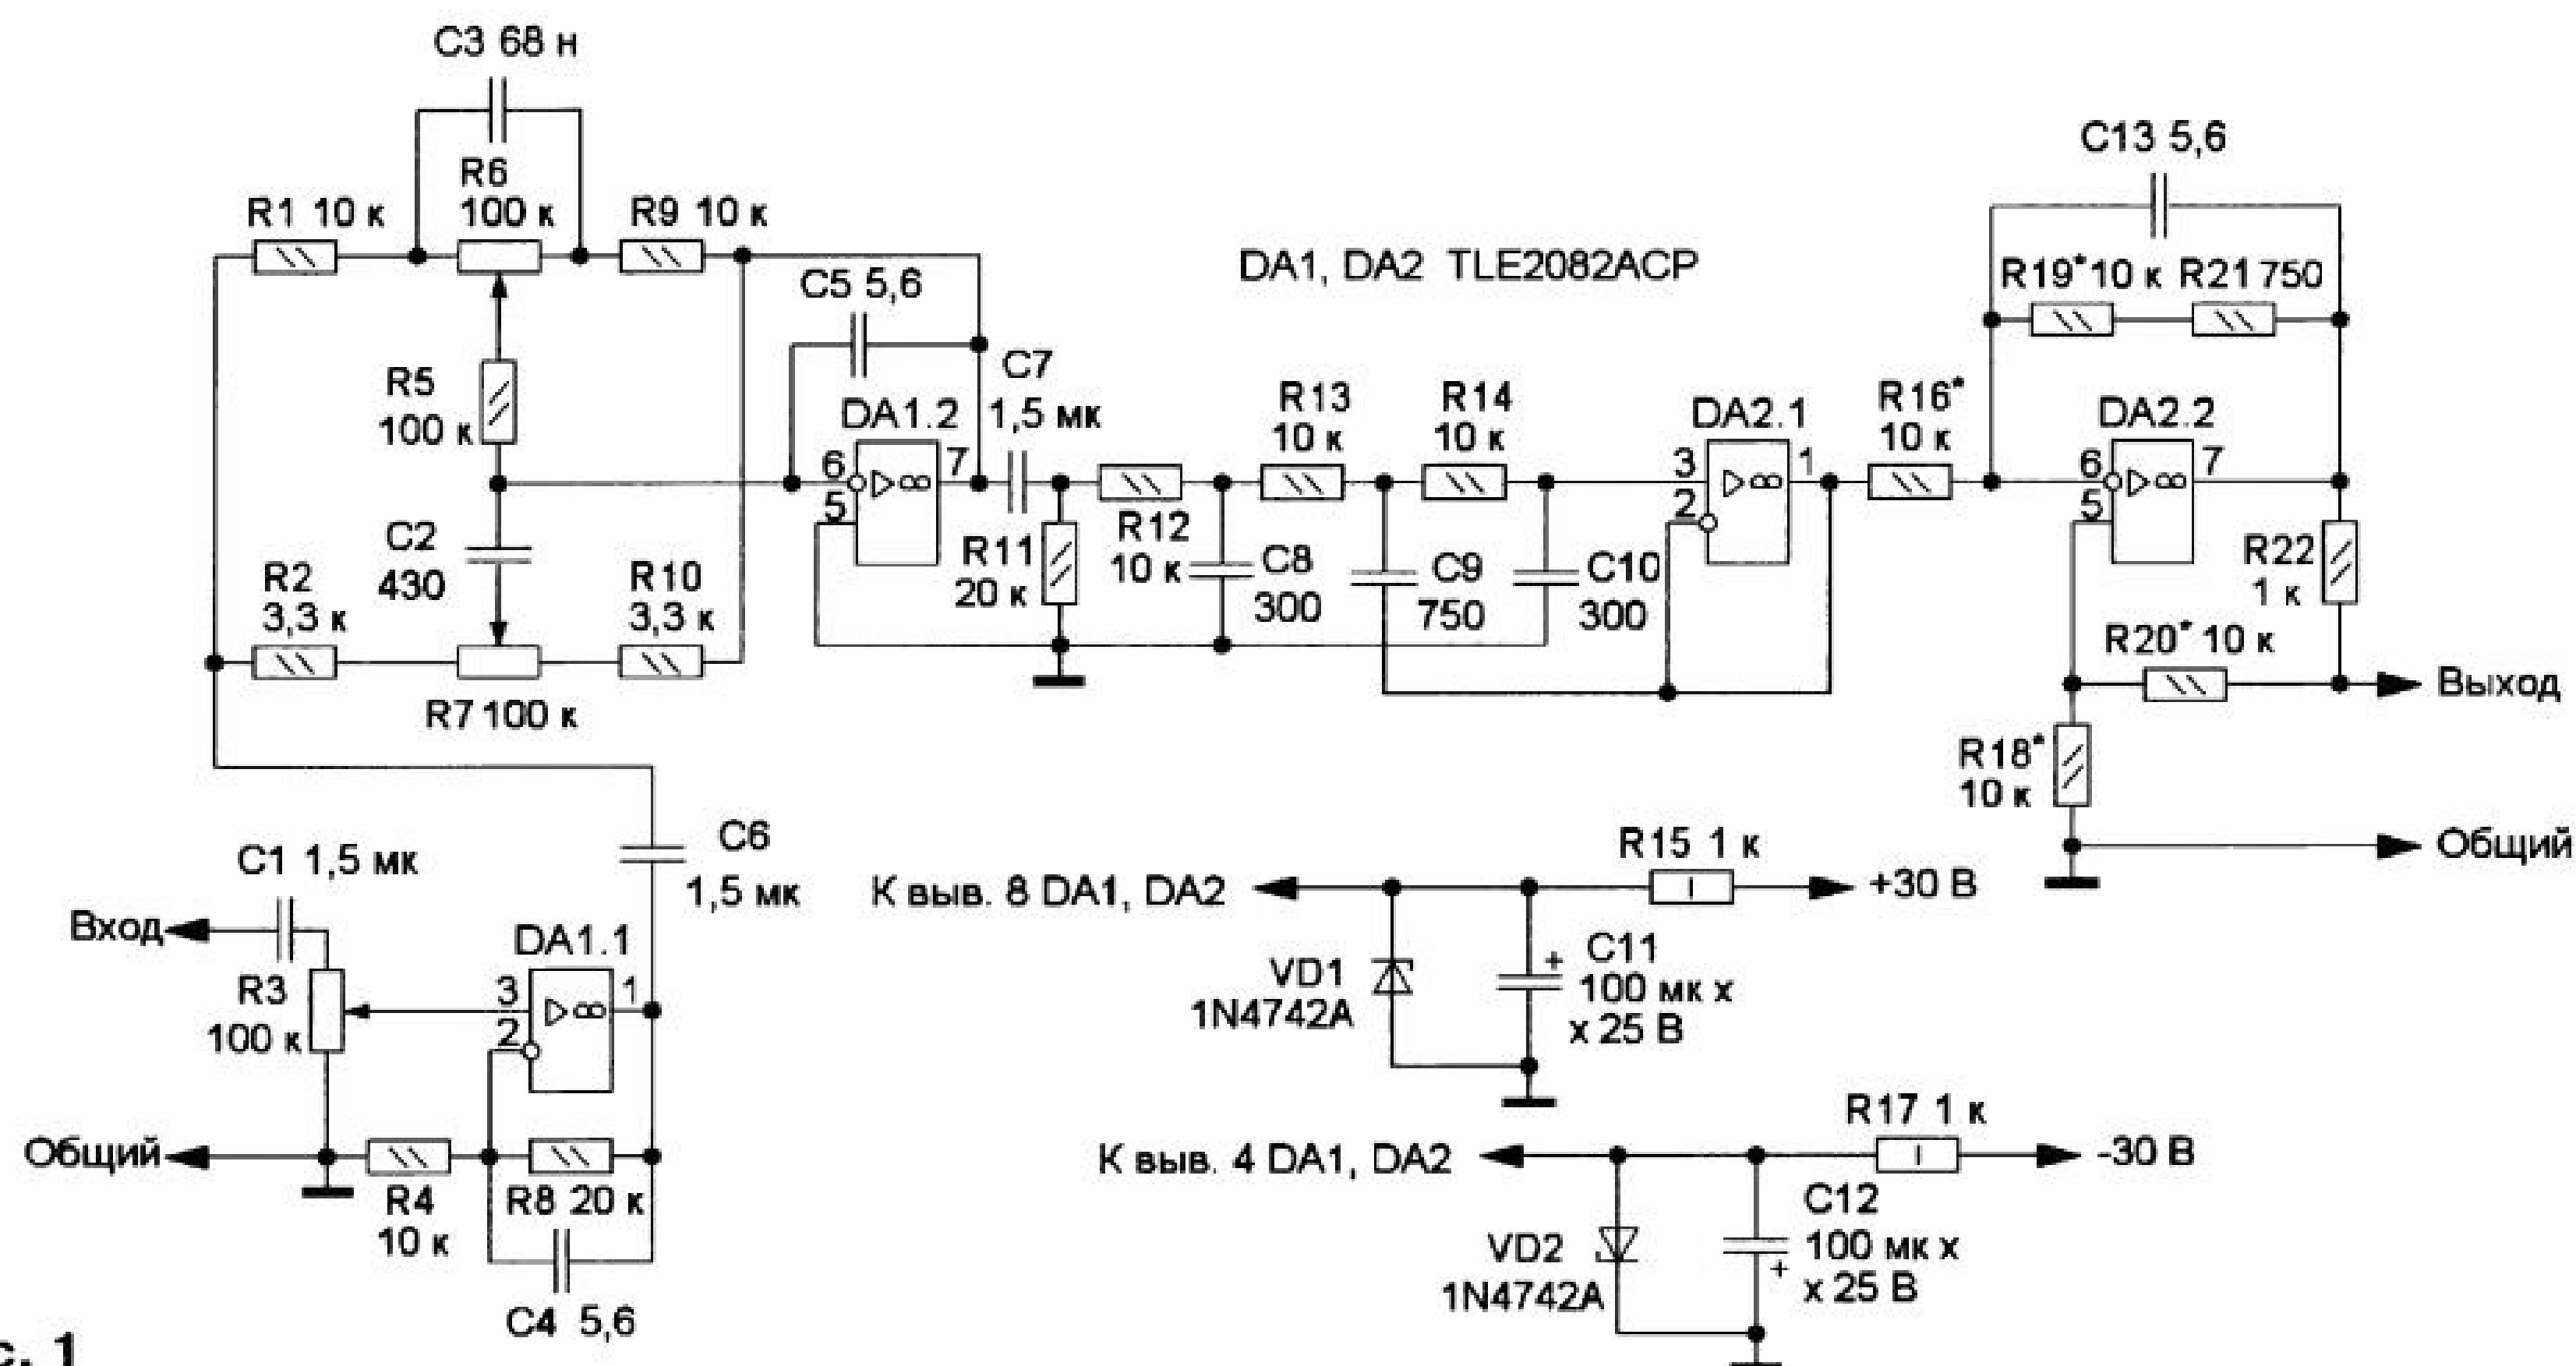 C3 68 н
R6
100 к
R1 10 к
R9 10 к
R5
100 к
C2
430
R2
3,3 к
R10
3,3 к
R7 100 к
C5 5,6
DA1.2
6
5
7
C7
1,5 мк
R11
20 к
R12
10 к
C8
300
R13
10 к
C9
750
R14
10 к
C10
300
DA1, DA2 TLE2082ACP
DA2.1
3
2
1
R16*
10 к
C13 5,6
R19* 10 к R21 750
DA2.2
6
5
7
R22
1 к
R20* 10 к
Выход
R18*
10 к
Общий
C6
1,5 мк
C1 1,5 мк
Вход
R3
100 к
DA1.1
3
2
1
Общий
R4
10 к
R8 20 к
C4 5,6
К выв. 8 DA1, DA2
R15 1 к
+30 В
VD1
1N4742A
+
C11
100 мк х
х 25 В
К выв. 4 DA1, DA2
R17 1 к
-30 В
VD2
1N4742A
C12
100 мк х
х 25 В
+
с. 1